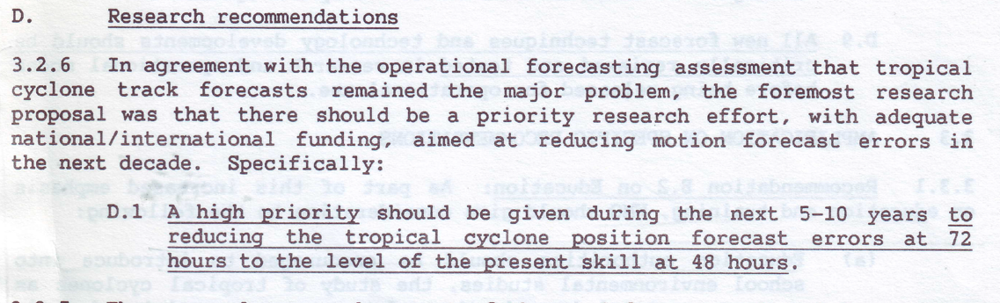 D. Research recommendations
3.2.6 In agreement with the operational forecasting assessment that tropical
cyclone track forecasts remained the major problem, the foremost research
proposal was that there should be a priority research effort, with adequate
national/international funding, aimed at reducing motion forecast errors in
the next decade. Specifically:
D.1 A high priority should be given during the next 5-10 years to
reducing the tropical cyclone position forecast errors at 72
hours to the level of the present skill at 48 hours.